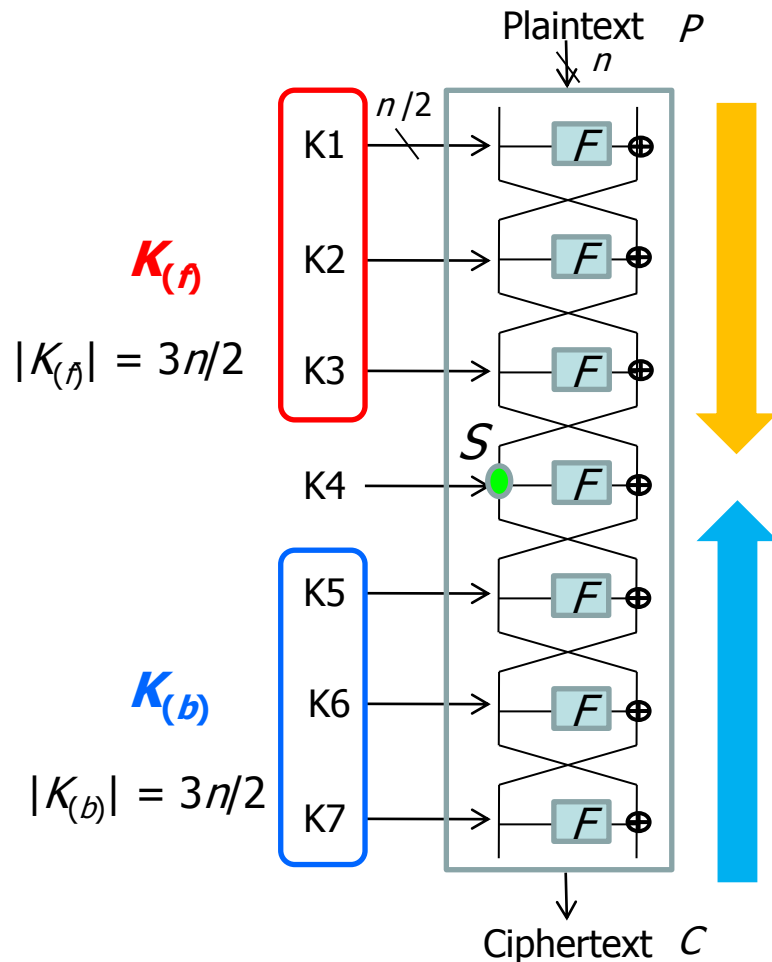 Plaintext P
n
n/2
K1
F
K2
F
K(f)
|K(f)| = 3n/2
K3
F
S
K4
F
K5
F
K(b)
K6
F
|K(b)| = 3n/2
K7
F
Ciphertext C